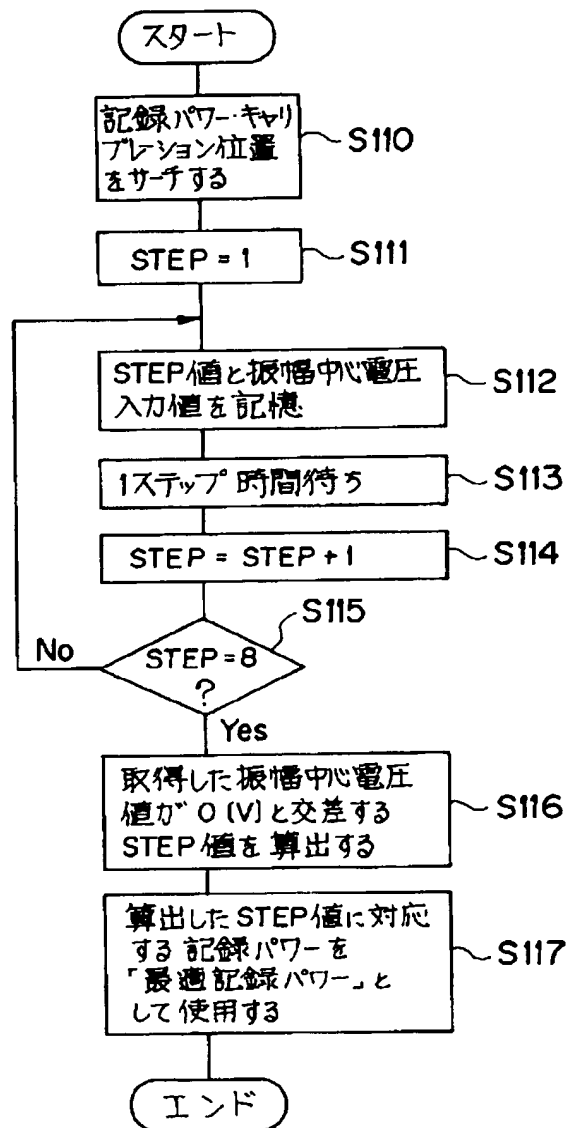 スタート
記録パワー・キャリ
ブレーション位置
をサーチする
S110
STEP = 1
S111
STEP値と振幅中心電圧
入力値を記憶
S112
1ステップ時間待ち
S113
STEP = STEP + 1
S114
S115
STEP = 8
?
No
Yes
取得した振幅中心電圧
値が 0 [V] と交差する
STEP値を算出する
S116
算出したSTEP値に対応
する記録パワーを
「最適記録パワー」と
して使用する
S117
エンド